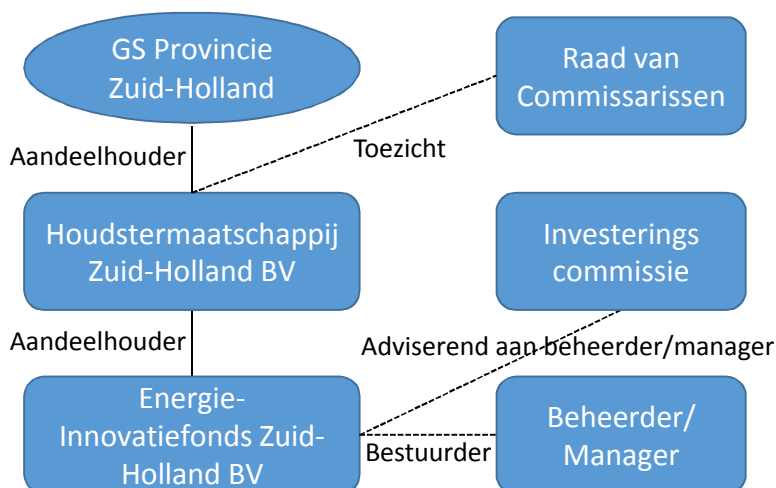 GS Provincie
Zuid-Holland
Raad van
Commissarissen
Aandeelhouder
Toezicht
Houdstermaatschappij
Zuid-Holland BV
Investerings
commissie
Aandeelhouder
Adviserend aan beheerder/manager
Energie-
Innovatiefonds Zuid-
Holland BV
Bestuurder
Beheerder/
Manager